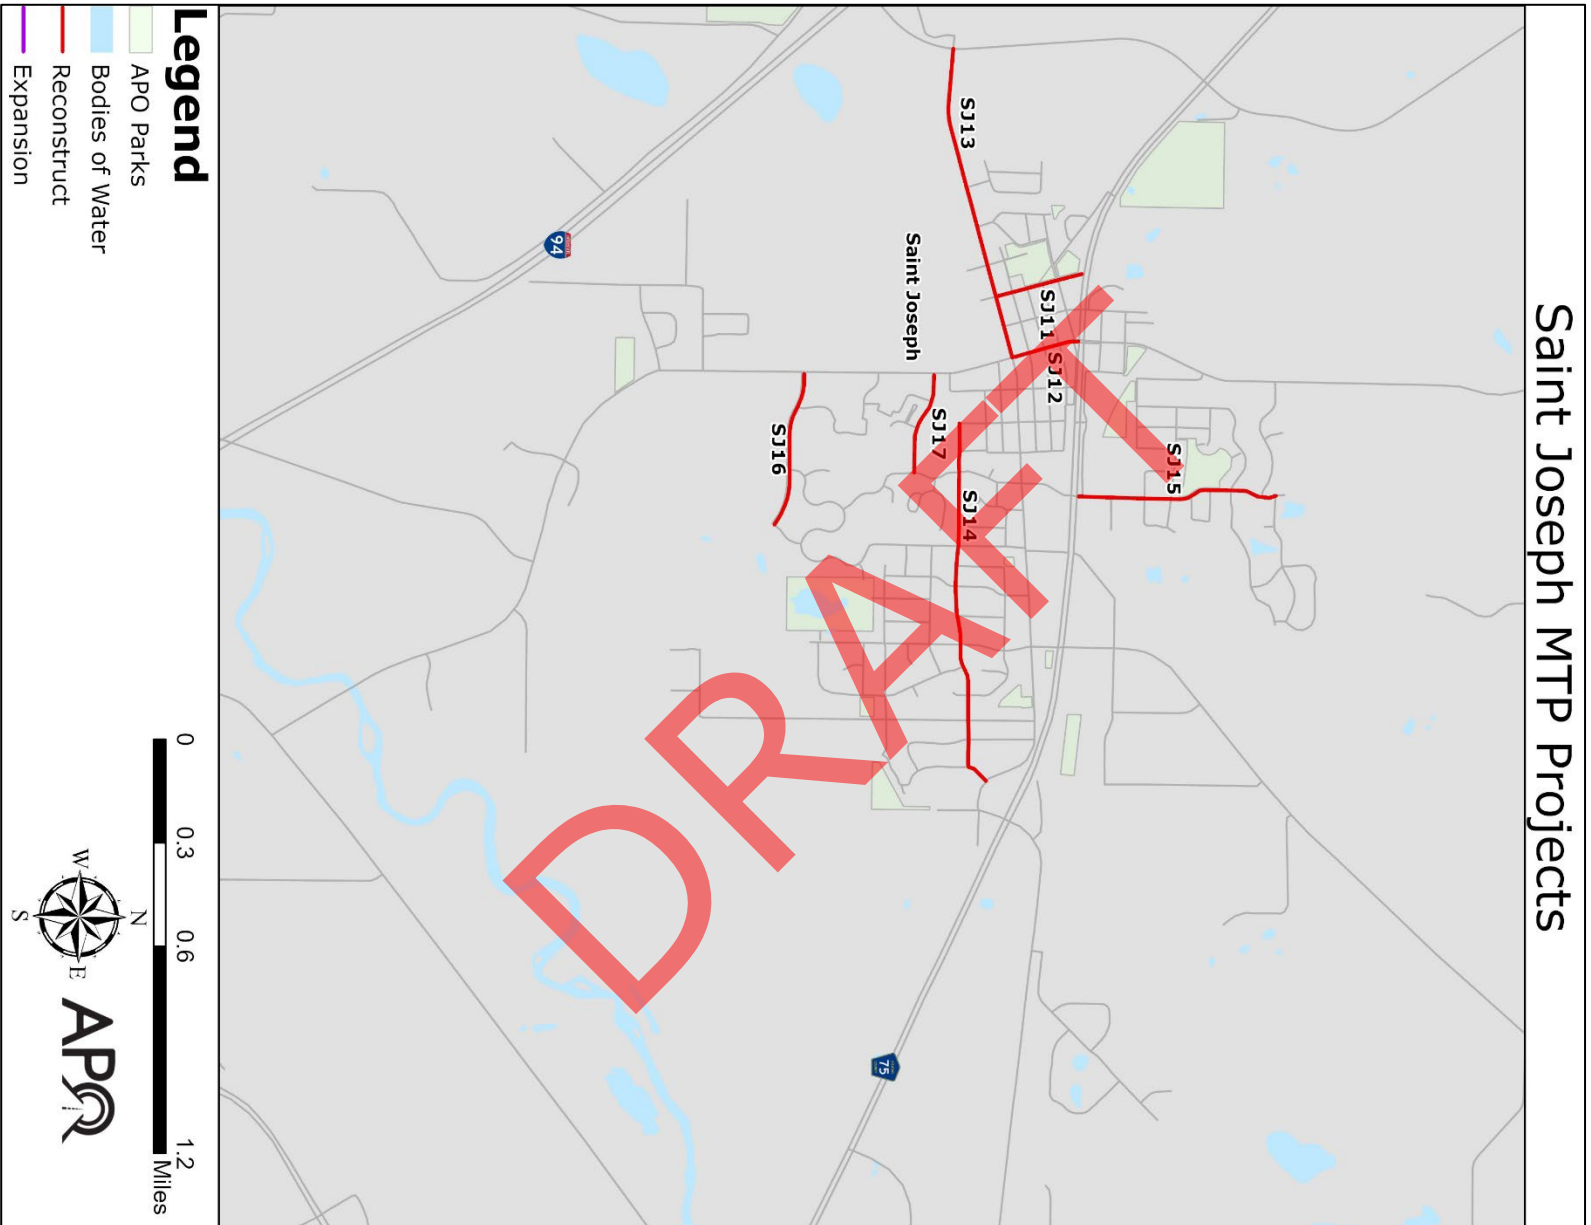 Saint Joseph MTP Projects
SJ13
SJ11
SJ12
SJ15
Saint Joseph
SJ17
SJ14
SJ16
94
75
DRAFT
Legend
APO Parks
Bodies of Water
Reconstruct
Expansion
0 0.3 0.6 1.2
Miles
N
W E
S
APO